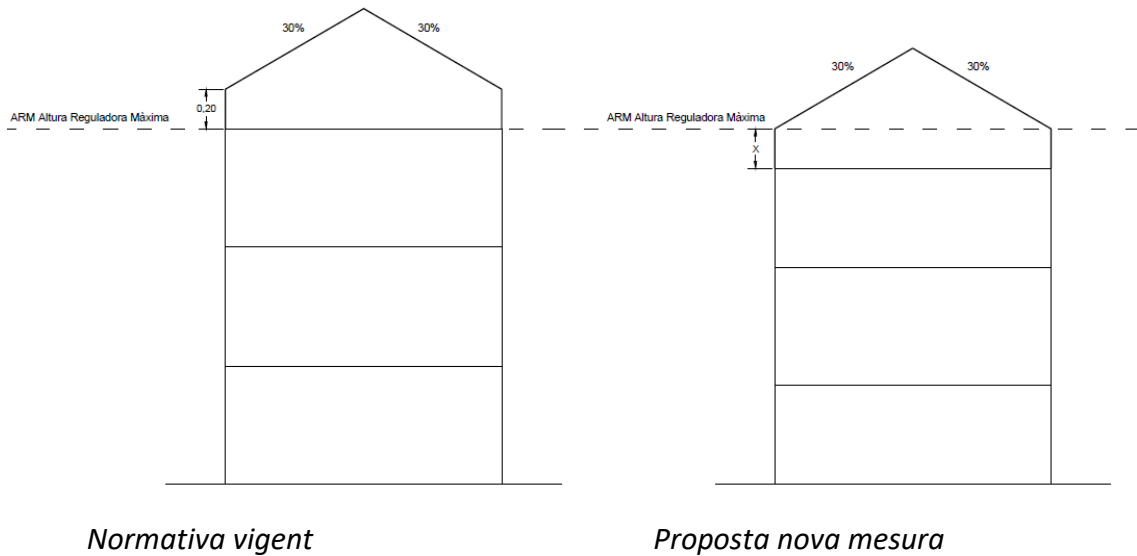 30% 30%
0,20
ARM Altura Reguladora Màxima
Normativa vigent
30% 30%
ARM Altura Reguladora Màxima
X
Proposta nova mesura